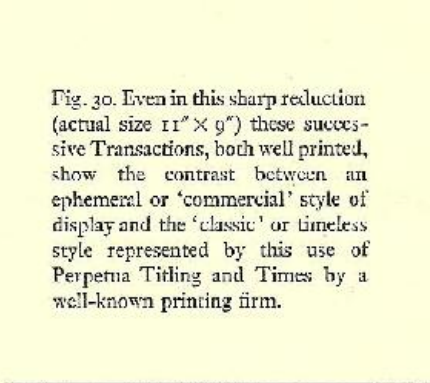 Fig. 30. Even in this sharp reduction
(actual size 11″ × 9″) these succes-
sive Transactions, both well printed,
show the contrast between an
ephemeral or ‘commercial’ style of
display and the ‘classic’ or timeless
style represented by this use of
Perpetua Titling and Times by a
well-known printing firm.